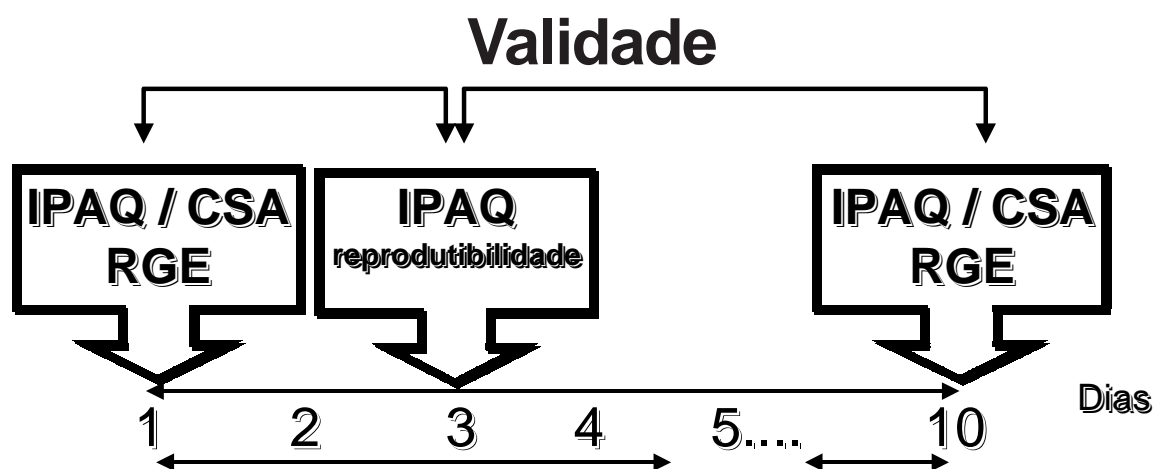 Validade
IPAQ / CSA
RGE
IPAQ
reprodutibilidade
IPAQ / CSA
RGE
Dias
1 2 3 4 5.... 10